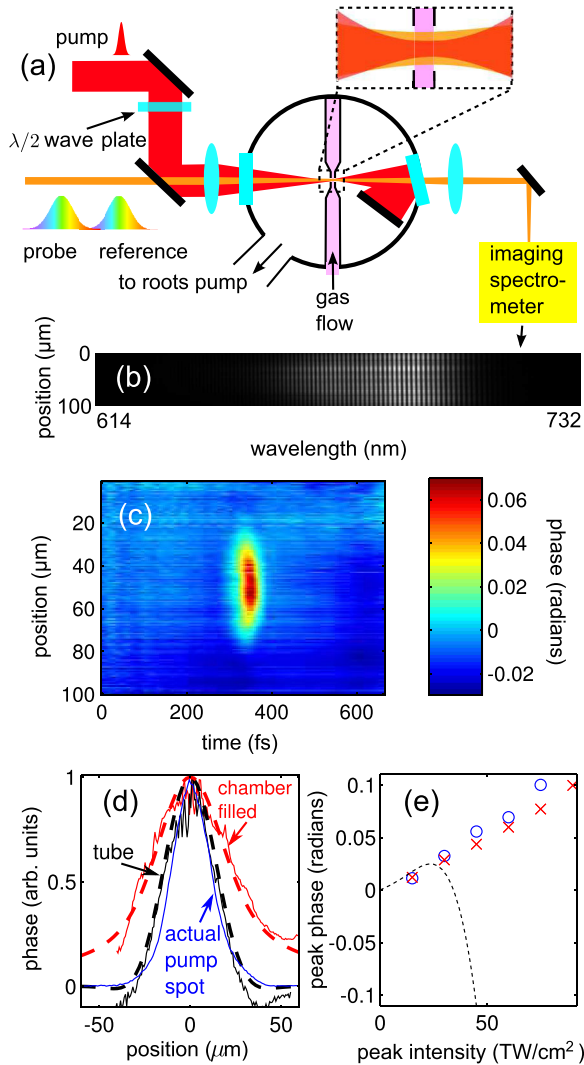 (a)
pump
λ/2 wave plate
probe
reference
to roots pump
gas
flow
imaging
spectro-
meter
(b)
position (μm)
0
100
614
732
wavelength (nm)
(c)
position (μm)
20
40
60
80
100
0
200
400
600
time (fs)
0.06
0.04
0.02
0
-0.02
phase (radians)
(d)
chamber
filled
tube
actual
pump
spot
phase (arb. units)
1
0.5
0
-50
0
50
position (μm)
(e)
peak phase (radians)
0.1
0.05
0
-0.05
-0.1
0
50
peak intensity (TW/cm²)